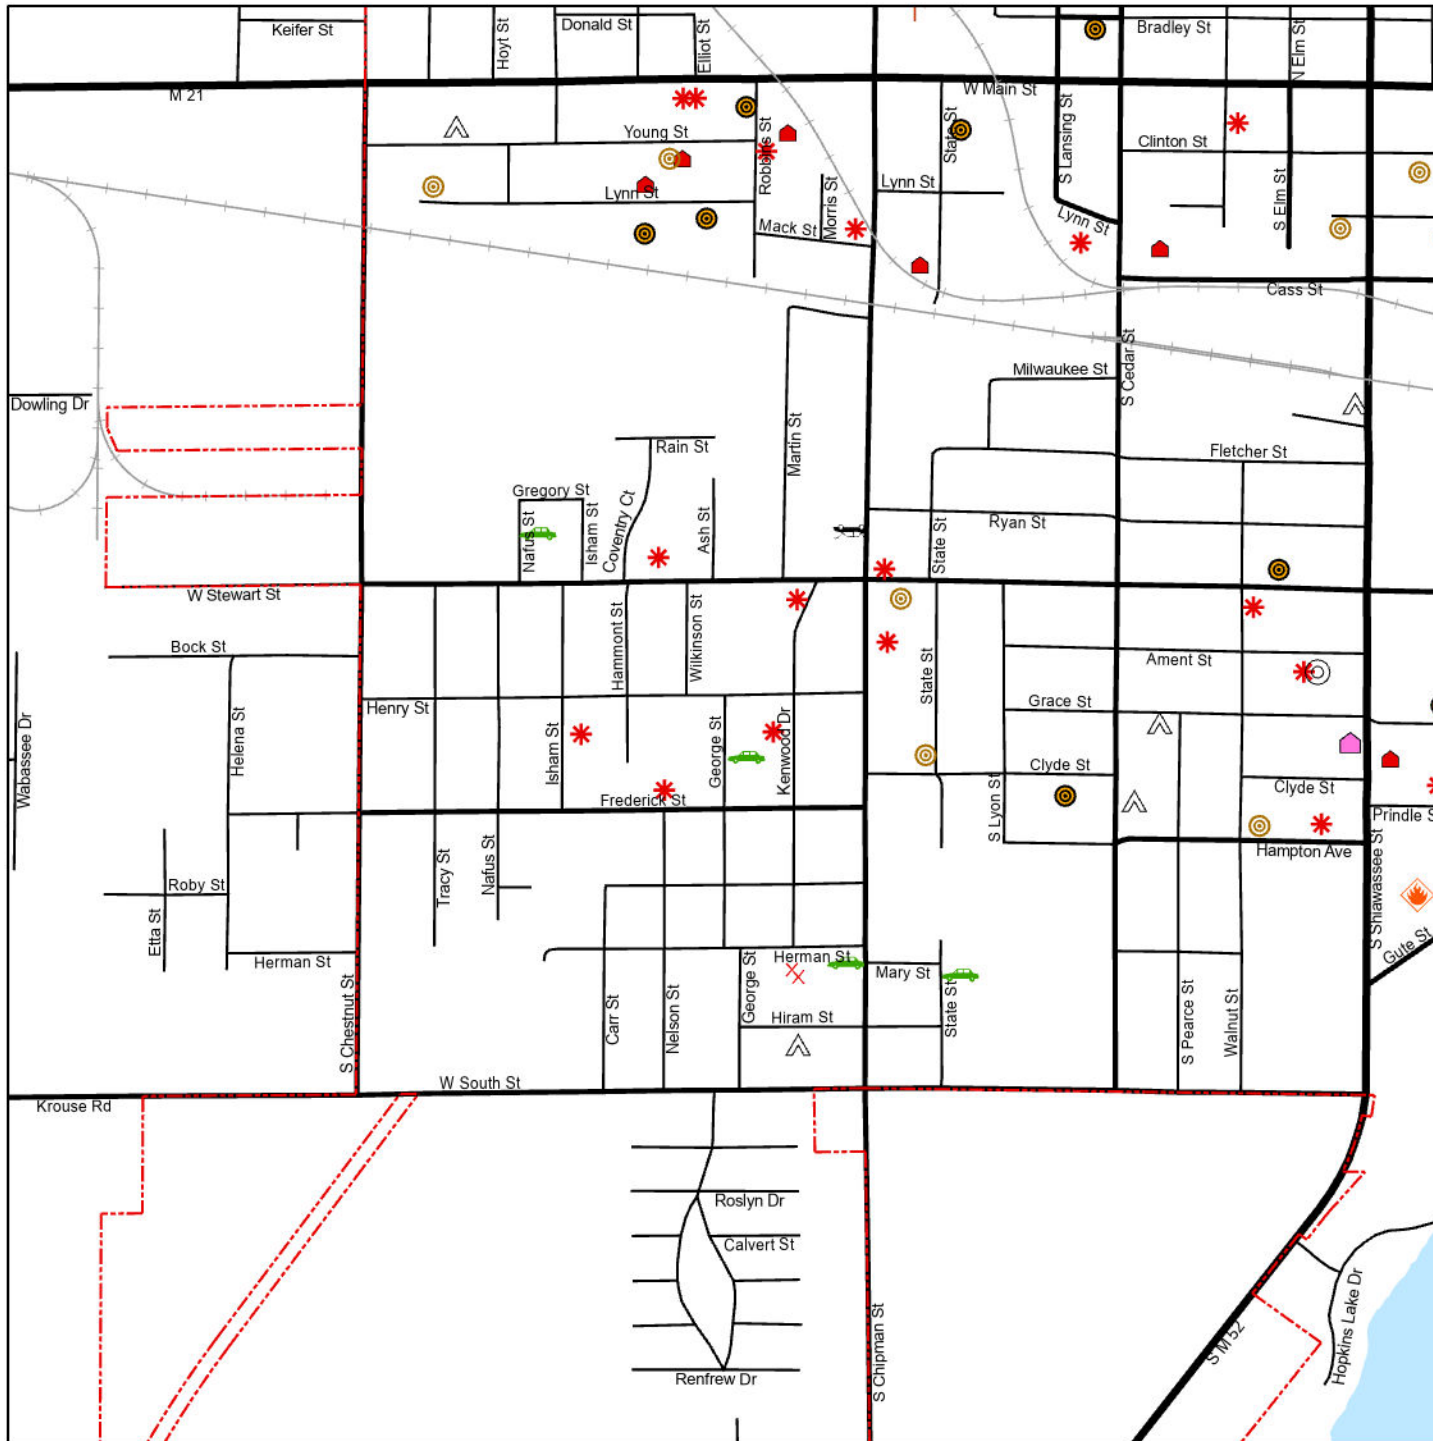 Keifer St
Hoyt St
Donald St
Elliot St
Bradley St
N Elm St
M 21
W Main St
Young St
Robbins St
State St
S Lansing St
Clinton St
Lynn St
Morris St
Lynn St
S Elm St
Mack St
Lynn St
Cass St
S Cedar St
Milwaukee St
Dowling Dr
Martin St
Rain St
Fletcher St
Gregory St
Nafus St
Isham St
Coventry Ct
Ash St
State St
Ryan St
W Stewart St
Bock St
Hammont St
Wilkinson St
State St
Ament St
Henry St
Grace St
Wabassee Dr
Helena St
Isham St
George St
Kenwood Dr
Clyde St
Clyde St
Frederick St
S Lyon St
Prindle S
Tracy St
Nafus St
Hampton Ave
S Shiawassee St
Roby St
Etta St
Herman St
Herman St
Mary St
Gute St
S Chestnut St
Carr St
Nelson St
George St
State St
S Pearce St
Walnut St
Hiram St
W South St
Krouse Rd
Roslyn Dr
Calvert St
S Chipman St
S M 52
Hopkins Lake Dr
Renfrew Dr